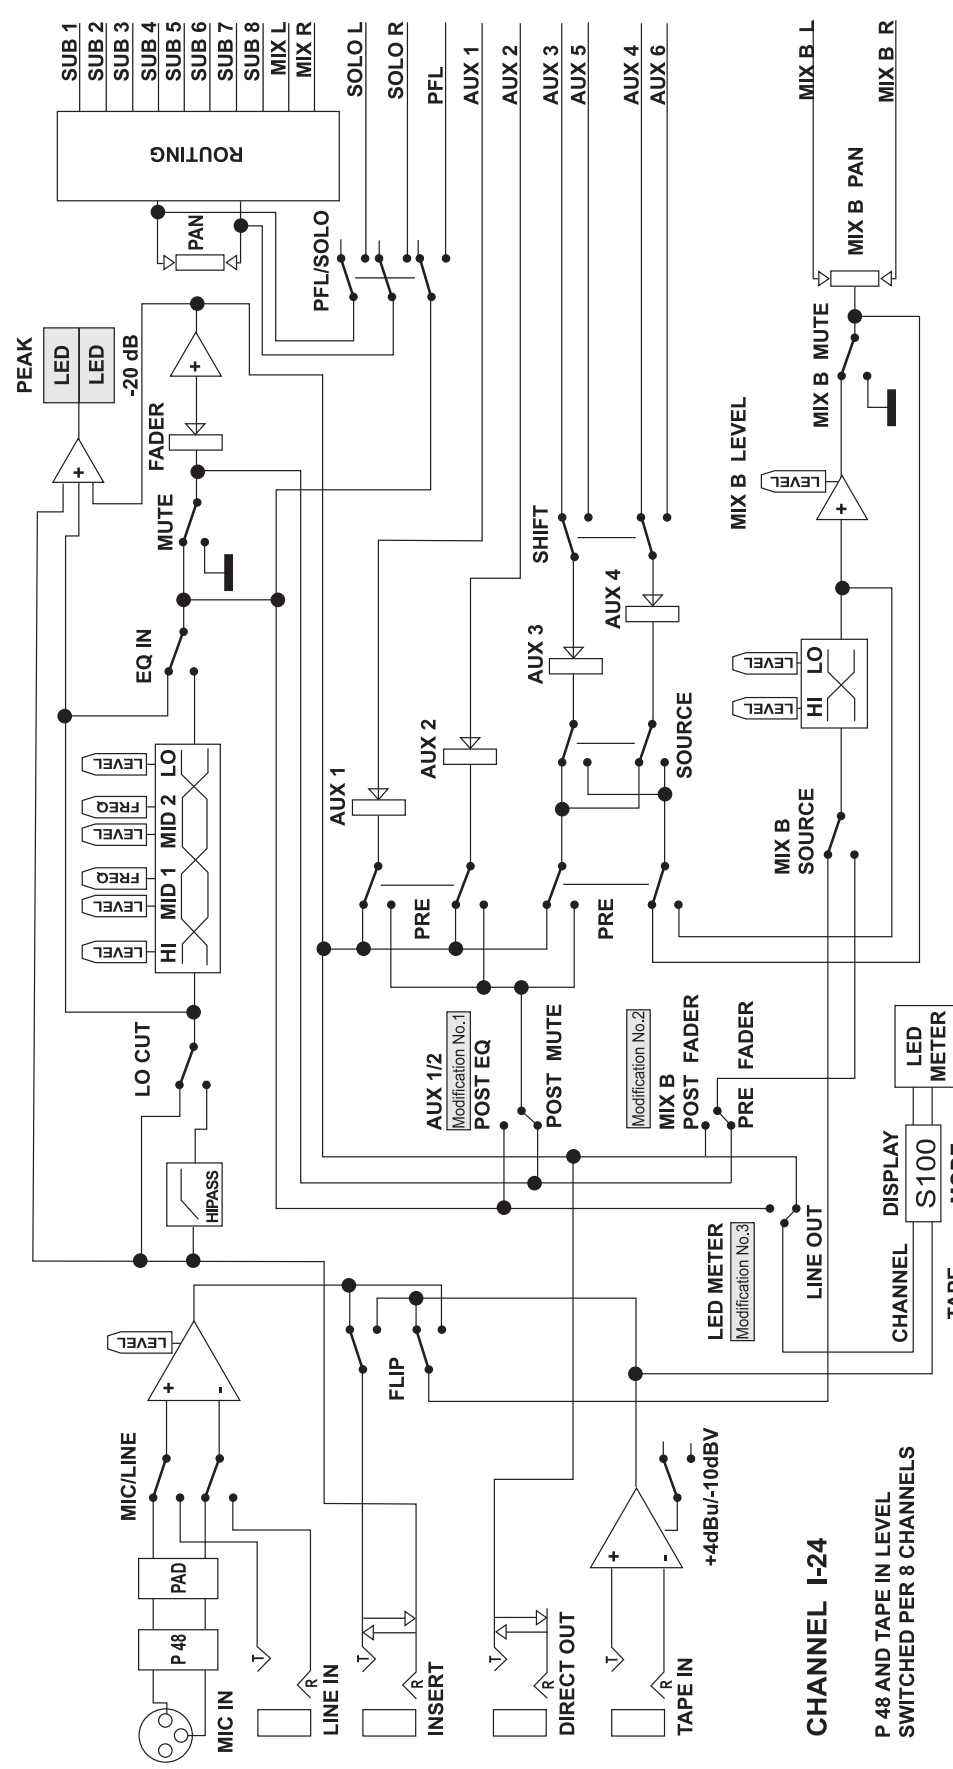 MIC IN
P 48
PAD
LINE IN
T
R
MIC/LINE
LEVEL
+
-
INSERT
T
R
FLIP
DIRECT OUT
T
R
TAPE IN
T
R
+
-
+4dBu/-10dBV
HIPASS
LO CUT
HI
MID 1
MID 2
LO
LEVEL
LEVEL
FREQ
LEVEL
FREQ
LEVEL
EQ IN
MUTE
FADER
+
+
PEAK
LED
LED
-20 dB
PAN
ROUTING
SUB 1
SUB 2
SUB 3
SUB 4
SUB 5
SUB 6
SUB 7
SUB 8
MIX L
MIX R
SOLO L
SOLO R
PFL
PFL/SOLO
AUX 1
AUX 2
AUX 3
AUX 5
AUX 4
AUX 6
AUX 1/2
Modification No.1
POST EQ
POST MUTE
PRE
AUX 1
AUX 2
PRE
SOURCE
AUX 3
AUX 4
SHIFT
Modification No.2
MIX B
POST FADER
PRE FADER
LED METER
Modification No.3
LINE OUT
MIX B
SOURCE
HI
LO
LEVEL
LEVEL
MIX B LEVEL
LEVEL
+
MIX B MUTE
MIX B PAN
MIX B L
MIX B R
CHANNEL
DISPLAY
S100
LED
METER
CHANNEL I-24
P 48 AND TAPE IN LEVEL
SWITCHED PER 8 CHANNELS